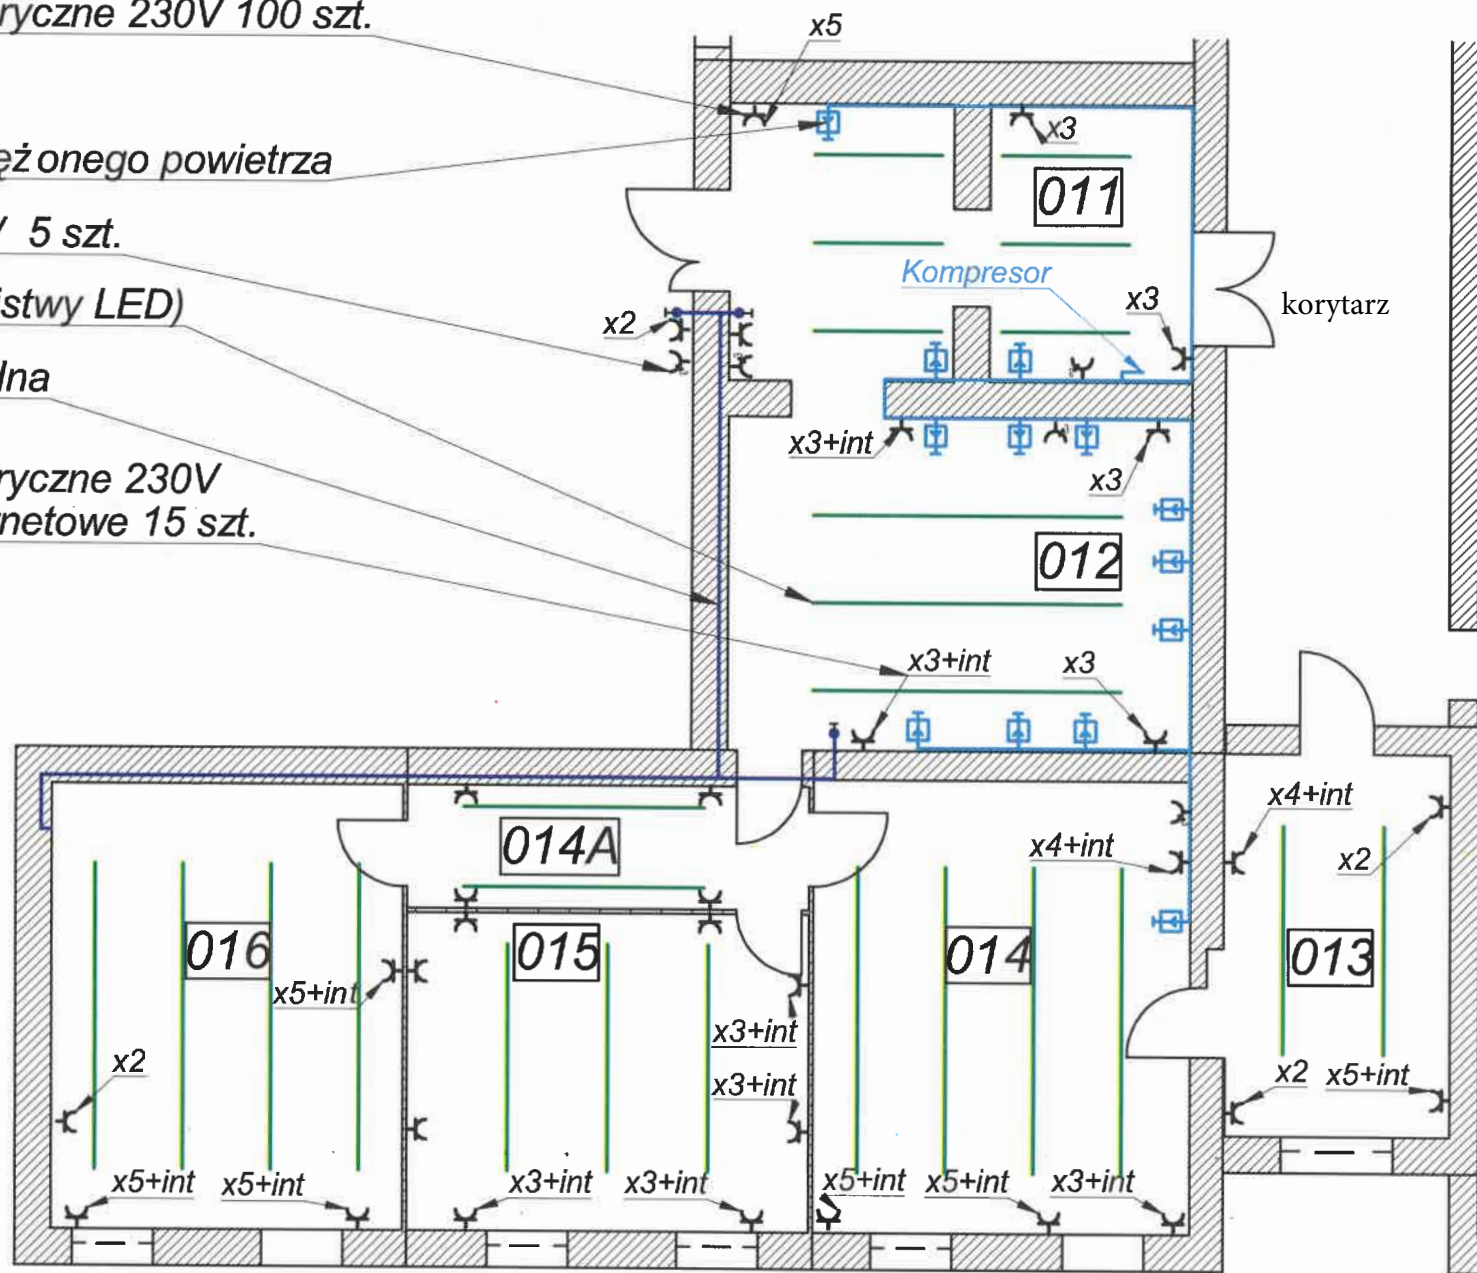 ryczne 230V 100 szt.
x5
x3
ężonego powietrza
011
V 5 szt.
Kompresor
istwy LED)
x3
korytarz
x2
lna
x3+int
ryczne 230V
x3
rnetowe 15 szt.
012
x3+int
x3
x4+int
014A
x4+int
x2
016
015
014
013
x5+int
x3+int
x2
x3+int
x2
x5+int
x5+int
x5+int
x3+int
x3+int
x5+int
x5+int
x3+int